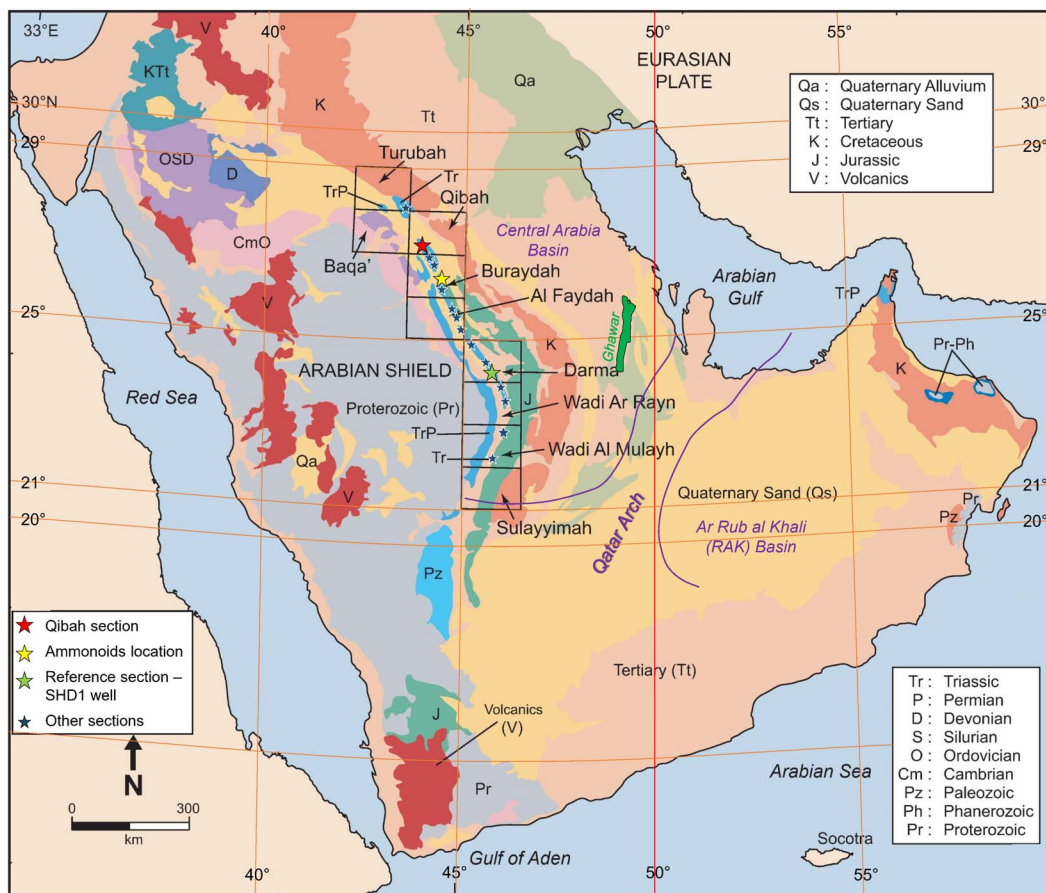 33°E
V
40°
45°
50°
55°
KTt
Qa
EURASIAN
PLATE
Qa : Quaternary Alluvium
Qs : Quaternary Sand
Tt : Tertiary
K : Cretaceous
J : Jurassic
V : Volcanics
30°N
K
Tt
30°
29°
29°
OSD
D
Turubah
Tr
TrP
Qibah
CmO
Baqa'
Central Arabia
Basin
Buraydah
Arabian
Gulf
TrP
V
Al Faydah
25°
25°
Ghawar
K
K
Pr-Ph
ARABIAN SHIELD
Darma
Red Sea
J
Proterozoic (Pr)
Wadi Ar Rayn
TrP
Wadi Al Mulayh
Qa
Tr
V
Quaternary Sand (Qs)
21°
21°
Pr
Sulayyimah
Qatar Arch
Pz
20°
20°
Ar Rub al Khali
(RAK) Basin
Pz
Qibah section
Ammonoids location
Reference section –
SHD1 well
Other sections
Tertiary (Tt)
J
Volcanics
(V)
Tr : Triassic
P : Permian
D : Devonian
S : Silurian
O : Ordovician
Cm : Cambrian
Pz : Paleozoic
Ph : Phanerozoic
Pr : Proterozoic
N
Pr
Arabian Sea
0 300
km
Socotra
Gulf of Aden
40°
45°
50°
55°